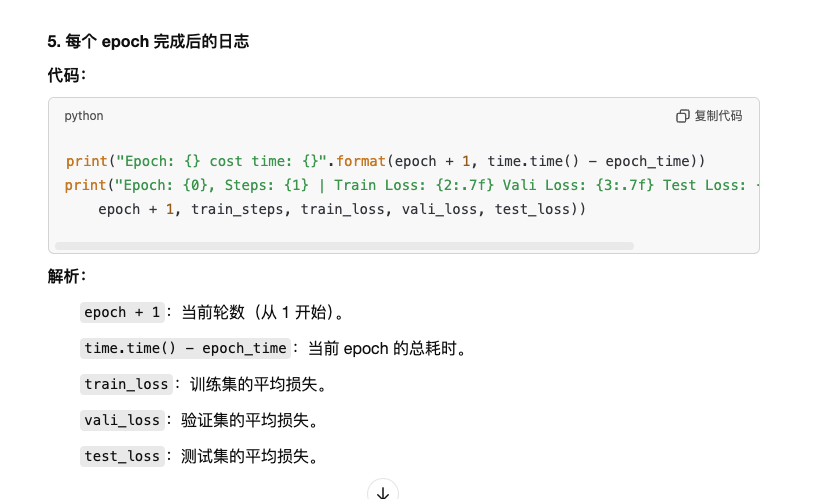 5. 每个 epoch 完成后的日志
代码：
python
复制代码
print("Epoch: {} cost time: {}".format(epoch + 1, time.time() - epoch_time))
print("Epoch: {0}, Steps: {1} | Train Loss: {2:.7f} Vali Loss: {3:.7f} Test Loss:
epoch + 1, train_steps, train_loss, vali_loss, test_loss))
解析：
epoch + 1： 当前轮数（从 1 开始）。
time.time() - epoch_time： 当前 epoch 的总耗时。
train_loss： 训练集的平均损失。
vali_loss： 验证集的平均损失。
test_loss： 测试集的平均损失。